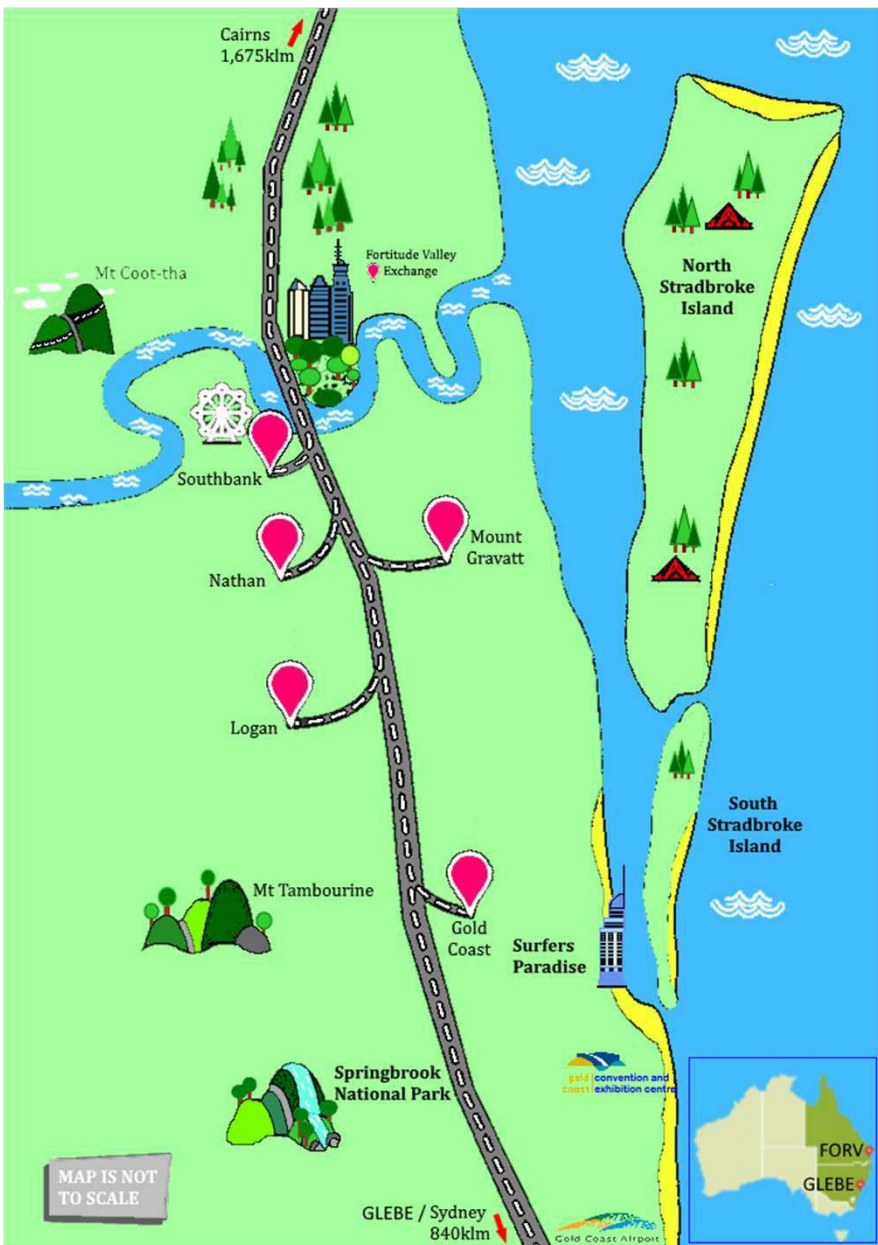 Cairns
1,675klm
Fortitude Valley
Exchange
Mt Coot-tha
North
Stradbroke
Island
Southbank
Mount
Gravatt
Nathan
Logan
South
Stradbroke
Island
Mt Tambourine
Gold
Coast
Surfers
Paradise
Springbrook
National Park
gold convention and
coast exhibition centre
FORV
GLEBE
MAP IS NOT
TO SCALE
GLEBE / Sydney
840klm
Gold Coast Airport